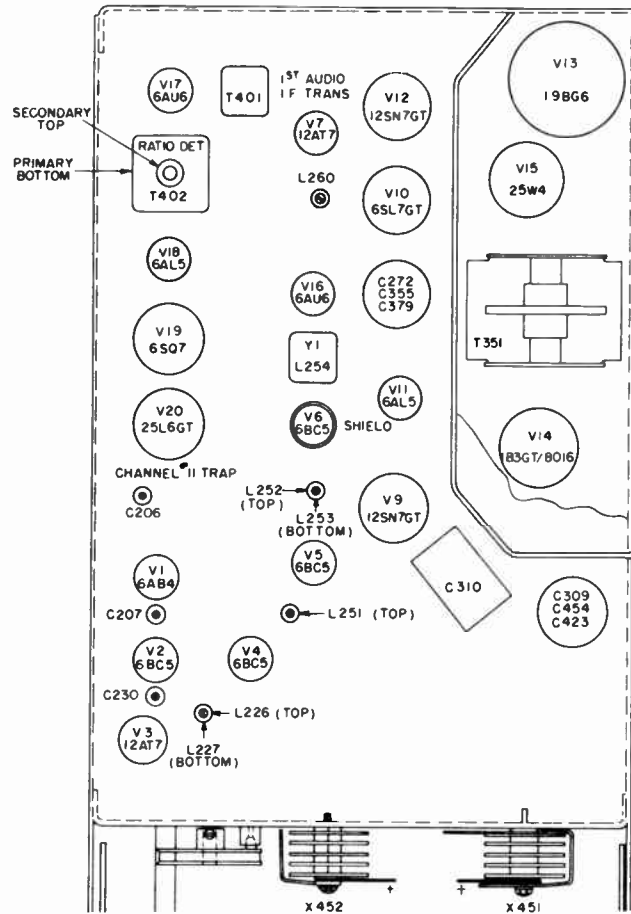 V17
6AU6
T401
1ST AUDIO
I F TRANS
V12
12SN7GT
V13
19BG6
SECONDARY
TOP
V7
12AT7
PRIMARY
BOTTOM
RATIO DET
T402
L260
V10
6SL7GT
V15
25W4
V18
6AL5
V16
6AU6
C272
C355
C379
V19
6SQ7
Y1
L254
T351
V11
6AL5
V20
25L6GT
V6
6BC5
SHIELO
V14
1B3GT/8016
CHANNEL #11 TRAP
C206
L252
(TOP)
L253
(BOTTOM)
V9
12SN7GT
V1
6AB4
V5
6BC5
C310
C309
C454
C423
C207
L251 (TOP)
V2
6BC5
V4
6BC5
C230
L226 (TOP)
V3
12AT7
L227
(BOTTOM)
+
+
X452
X451